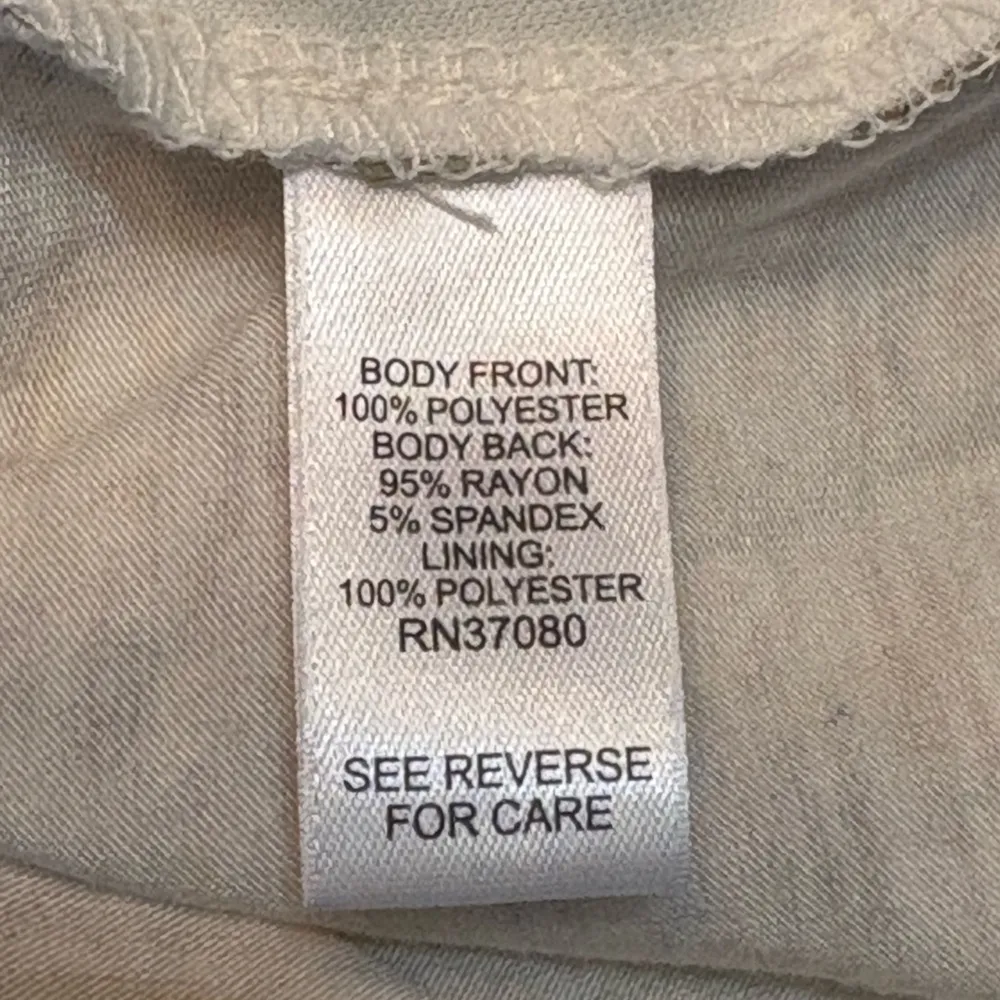 BODY FRONT:
100% POLYESTER
BODY BACK:
95% RAYON
5% SPANDEX
LINING:
100% POLYESTER
RN37080
SEE REVERSE
FOR CARE